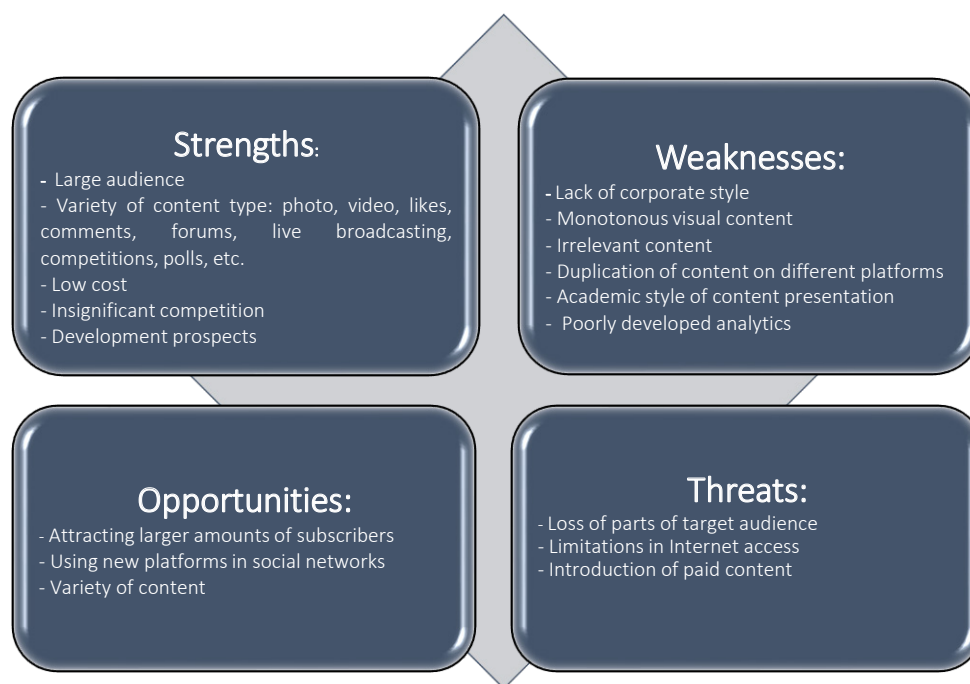 Strengths:
- Large audience
- Variety of content type: photo, video, likes,
comments, forums, live broadcasting,
competitions, polls, etc.
- Low cost
- Insignificant competition
- Development prospects
Weaknesses:
- Lack of corporate style
- Monotonous visual content
- Irrelevant content
- Duplication of content on different platforms
- Academic style of content presentation
- Poorly developed analytics
Opportunities:
- Attracting larger amounts of subscribers
- Using new platforms in social networks
- Variety of content
Threats:
- Loss of parts of target audience
- Limitations in Internet access
- Introduction of paid content